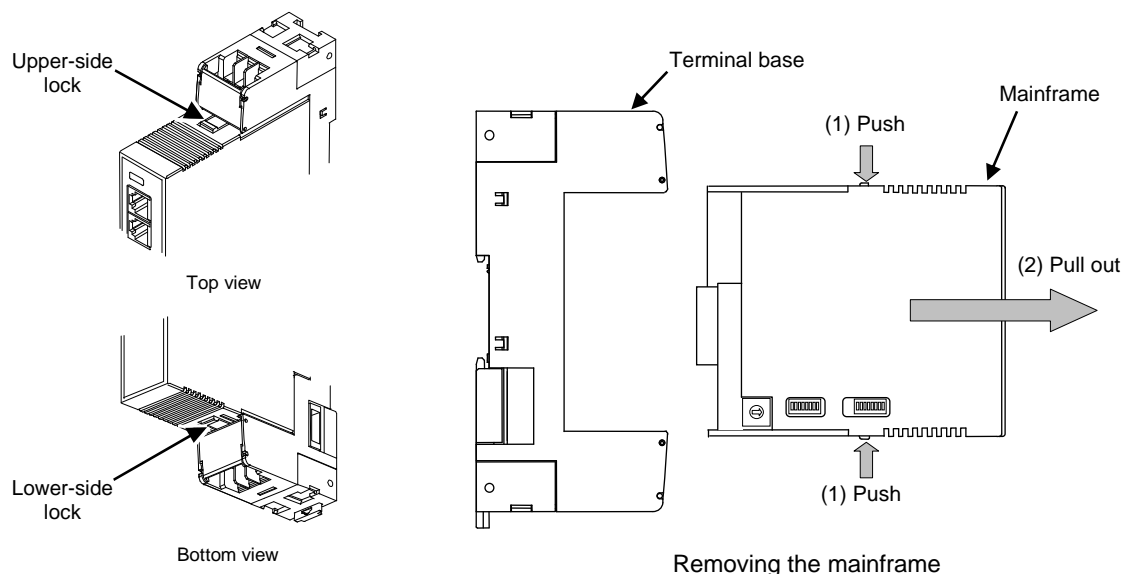 Upper-side
lock
Top view
Lower-side
lock
Bottom view
Terminal base
Mainframe
(1) Push
(2) Pull out
(1) Push
Removing the mainframe